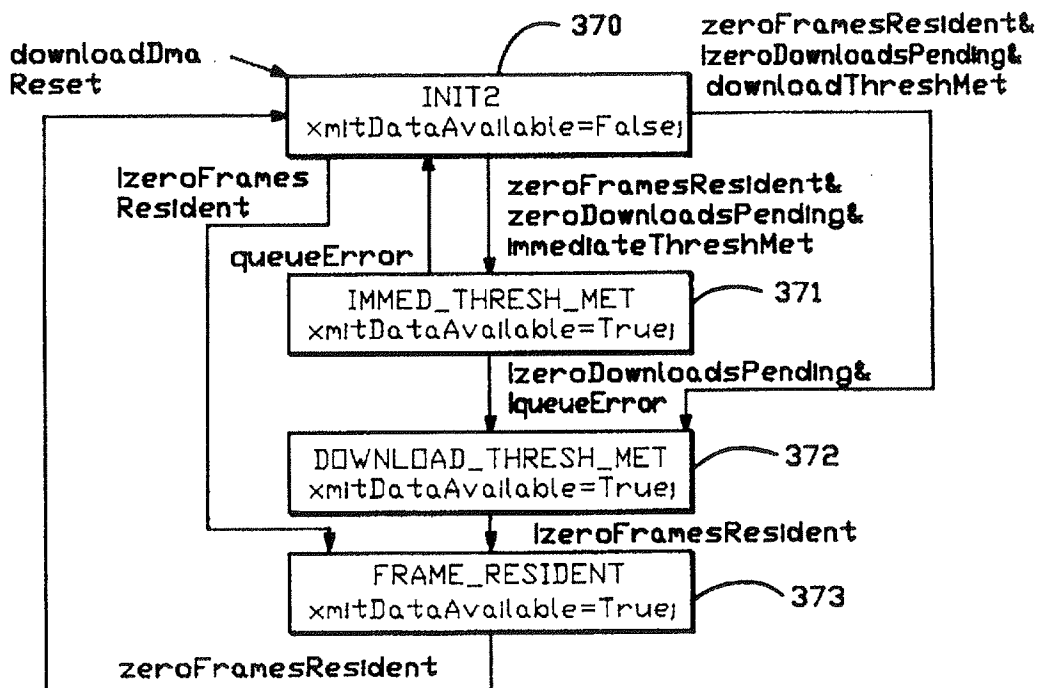 370
zeroFramesResident&
!zeroDownloadsPending&
downloadThreshMet
downloadDma
Reset
INIT2
xmitDataAvailable=False;
!zeroFrames
Resident
zeroFramesResident&
zeroDownloadsPending&
immediateThreshMet
queueError
IMMED_THRESH_MET
xmitDataAvailable=True;
371
!zeroDownloadsPending&
!queueError
DOWNLOAD_THRESH_MET
xmitDataAvailable=True;
372
!zeroFramesResident
FRAME_RESIDENT
xmitDataAvailable=True;
373
zeroFramesResident